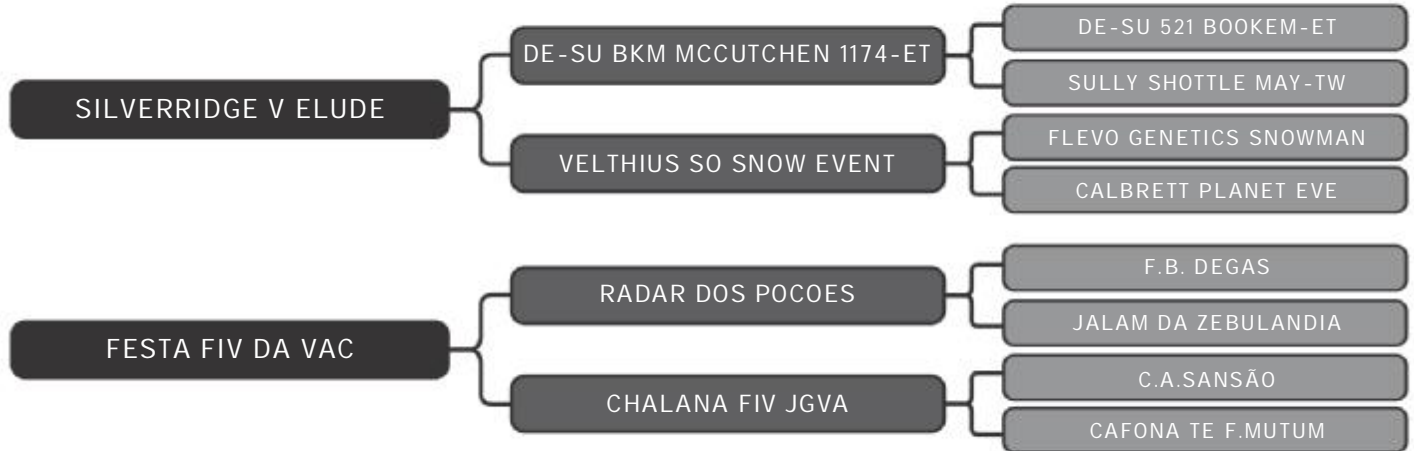 SILVERRIDGE V ELUDE
DE-SU BKM MCCUTCHEN 1174-ET
DE-SU 521 BOOKEM-ET
SULLY SHOTTLE MAY-TW
VELTHIUS SO SNOW EVENT
FLEVO GENETICS SNOWMAN
CALBRETT PLANET EVE
FESTA FIV DA VAC
RADAR DOS POCOES
F.B. DEGAS
JALAM DA ZEBULANDIA
CHALANA FIV JGVA
C.A.SANSÃO
CAFONA TE F.MUTUM